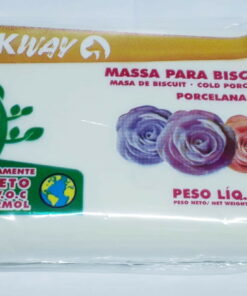 KWAY
MASSA PARA BISC
MASA DE BISCUIT - COLD PORC
PORCELANA
AMENTE
ETO
.O.C
MOL
PESO LÍQ.
PESO NETO/ NET WEIGHT